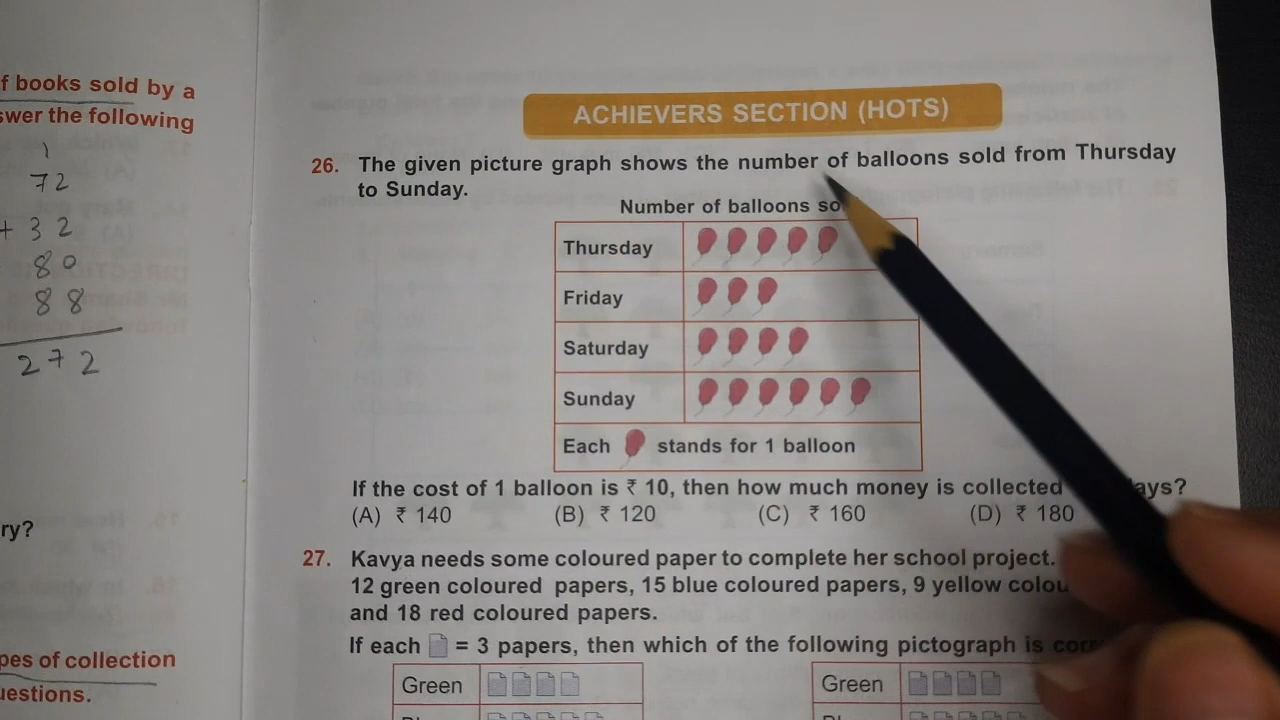 f books sold by a
swer the following
1
72
+ 32
80
88
272
ry?
pes of collection
uestions.
ACHIEVERS SECTION (HOTS)
26. The given picture graph shows the number of balloons sold from Thursday
to Sunday.
Number of balloons so
Thursday
Friday
Saturday
Sunday
Each stands for 1 balloon
If the cost of 1 balloon is ₹ 10, then how much money is collected ays?
(A) ₹ 140 (B) ₹ 120 (C) ₹ 160 (D) ₹ 180
27. Kavya needs some coloured paper to complete her school project.
12 green coloured papers, 15 blue coloured papers, 9 yellow colou
and 18 red coloured papers.
If each = 3 papers, then which of the following pictograph is corr
Green
Green